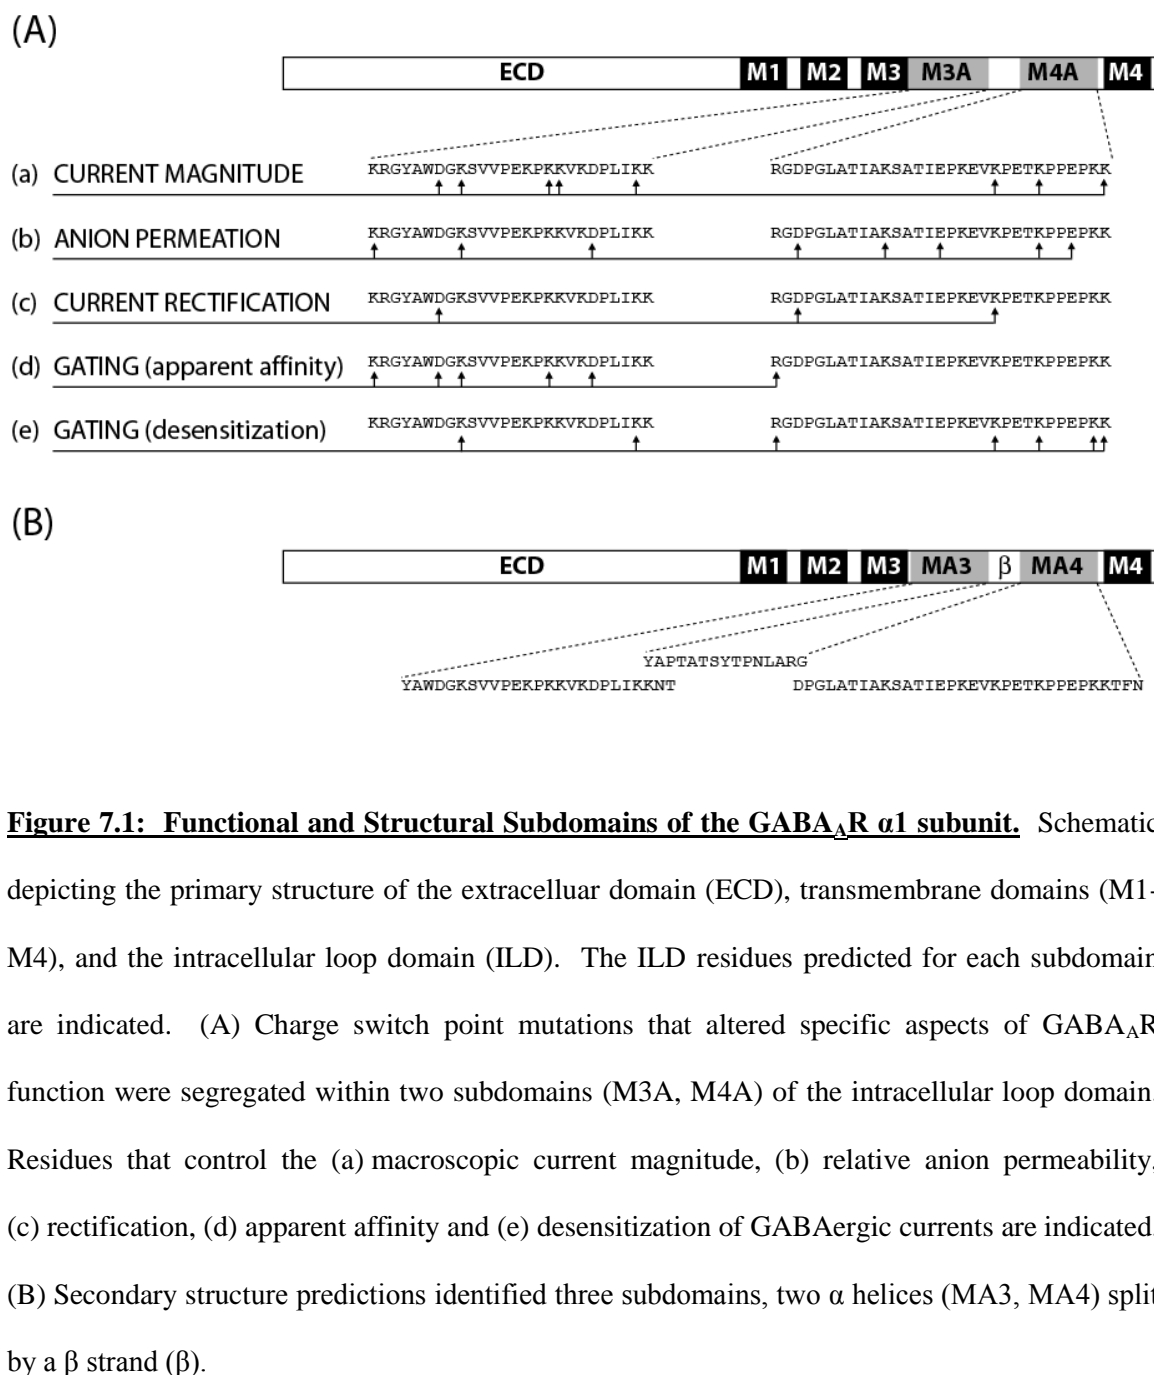 (A)
ECD M1 M2 M3 M3A M4A M4
(a) CURRENT MAGNITUDE KRGYAWDGKSVVPEKPKKVKDPLIKK RGDPGLATIAKSATIEPKEVKPETKPPEPKK
(b) ANION PERMEATION KRGYAWDGKSVVPEKPKKVKDPLIKK RGDPGLATIAKSATIEPKEVKPETKPPEPKK
(c) CURRENT RECTIFICATION KRGYAWDGKSVVPEKPKKVKDPLIKK RGDPGLATIAKSATIEPKEVKPETKPPEPKK
(d) GATING (apparent affinity) KRGYAWDGKSVVPEKPKKVKDPLIKK RGDPGLATIAKSATIEPKEVKPETKPPEPKK
(e) GATING (desensitization) KRGYAWDGKSVVPEKPKKVKDPLIKK RGDPGLATIAKSATIEPKEVKPETKPPEPKK
(B)
ECD M1 M2 M3 MA3 β MA4 M4
YAPTATSYTPNLARG
YAWDGKSVVPEKPKKVKDPLIKKNT DPGLATIAKSATIEPKEVKPETKPPEPKKTFN
Figure 7.1: Functional and Structural Subdomains of the GABAAR α1 subunit. Schematic
depicting the primary structure of the extracelluar domain (ECD), transmembrane domains (M1-
M4), and the intracellular loop domain (ILD). The ILD residues predicted for each subdomain
are indicated. (A) Charge switch point mutations that altered specific aspects of GABAAR
function were segregated within two subdomains (M3A, M4A) of the intracellular loop domain.
Residues that control the (a) macroscopic current magnitude, (b) relative anion permeability,
(c) rectification, (d) apparent affinity and (e) desensitization of GABAergic currents are indicated.
(B) Secondary structure predictions identified three subdomains, two α helices (MA3, MA4) split
by a β strand (β).